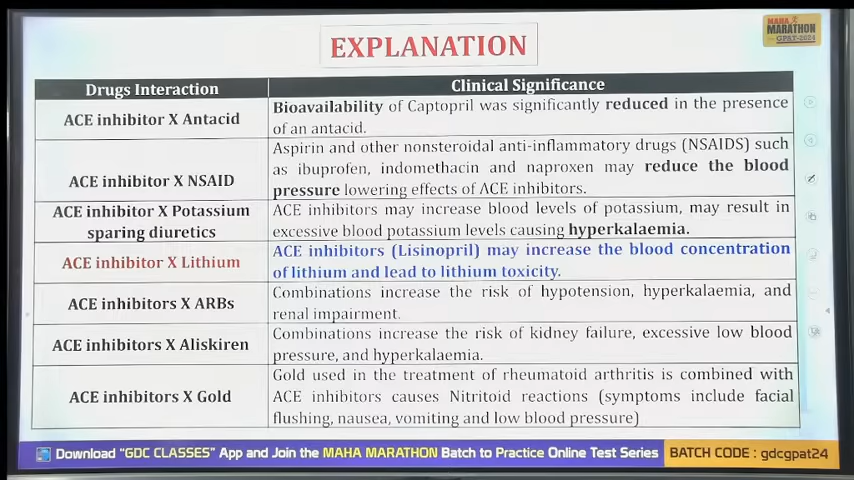 EXPLANATION
MAHA
MARATHON
GPAT-2024
Drugs Interaction
Clinical Significance
ACE inhibitor X Antacid
Bioavailability of Captopril was significantly reduced in the presence
of an antacid.
ACE inhibitor X NSAID
Aspirin and other nonsteroidal anti-inflammatory drugs (NSAIDS) such
as ibuprofen, indomethacin and naproxen may reduce the blood
pressure lowering effects of ACE inhibitors.
ACE inhibitor X Potassium
sparing diuretics
ACE inhibitors may increase blood levels of potassium, may result in
excessive blood potassium levels causing hyperkalaemia.
ACE inhibitor X Lithium
ACE inhibitors (Lisinopril) may increase the blood concentration
of lithium and lead to lithium toxicity.
ACE inhibitors X ARBs
Combinations increase the risk of hypotension, hyperkalaemia, and
renal impairment.
ACE inhibitors X Aliskiren
Combinations increase the risk of kidney failure, excessive low blood
pressure, and hyperkalaemia.
ACE inhibitors X Gold
Gold used in the treatment of rheumatoid arthritis is combined with
ACE inhibitors causes Nitritoid reactions (symptoms include facial
flushing, nausea, vomiting and low blood pressure)
Download "GDC CLASSES" App and Join the MAHA MARATHON Batch to Practice Online Test Series
BATCH CODE : gdcgpat24